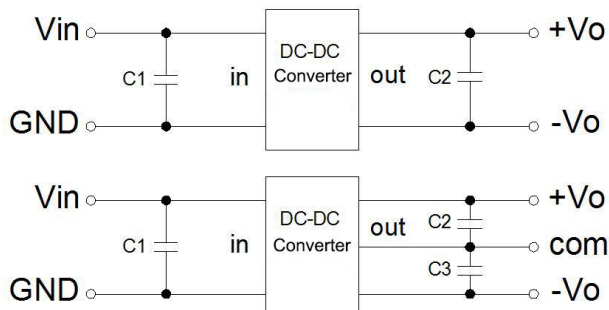 Vin
DC-DC
Converter
C1
in
out
C2
+Vo
GND
-Vo
Vin
DC-DC
Converter
C1
in
out
C2
C3
+Vo
com
GND
-Vo